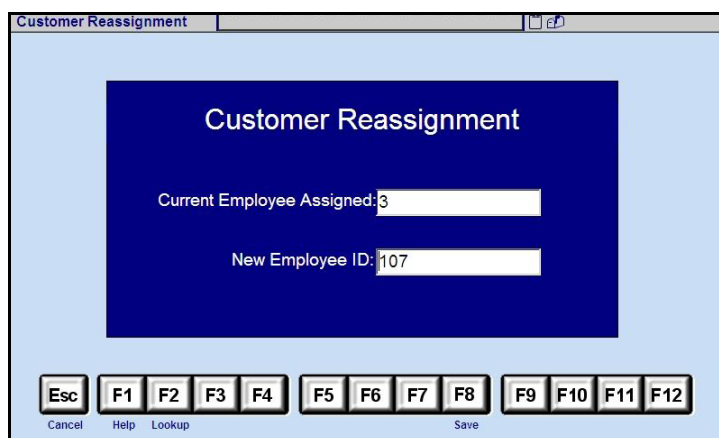 Customer Reassignment
Customer Reassignment
Current Employee Assigned: 3
New Employee ID: 107
Esc F1 F2 F3 F4 F5 F6 F7 F8 F9 F10 F11 F12
Cancel Help Lookup Save